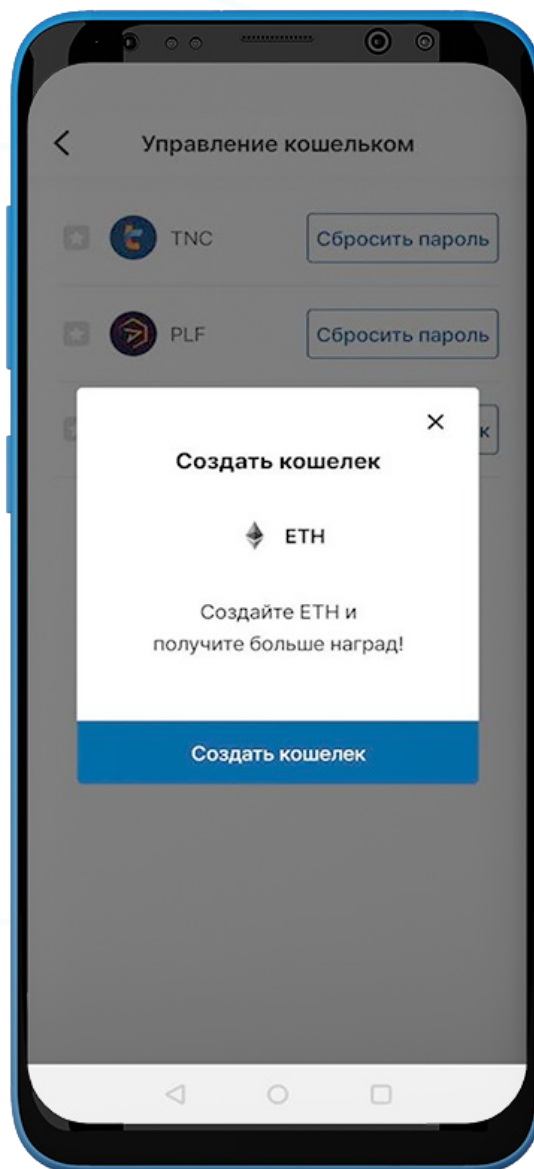 Управление кошельком
TNC
Сбросить пароль
PLF
Сбросить пароль
Создать кошелек
ETH
Создайте ETH и
получите больше наград!
Создать кошелек